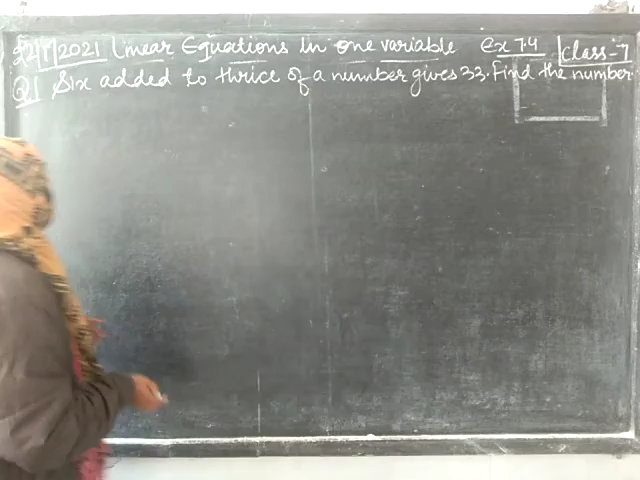 22/1/2021 Linear Equations In one variable Ex 7.4 Class-7
Q1 Six added to thrice of a number gives 33. Find the number